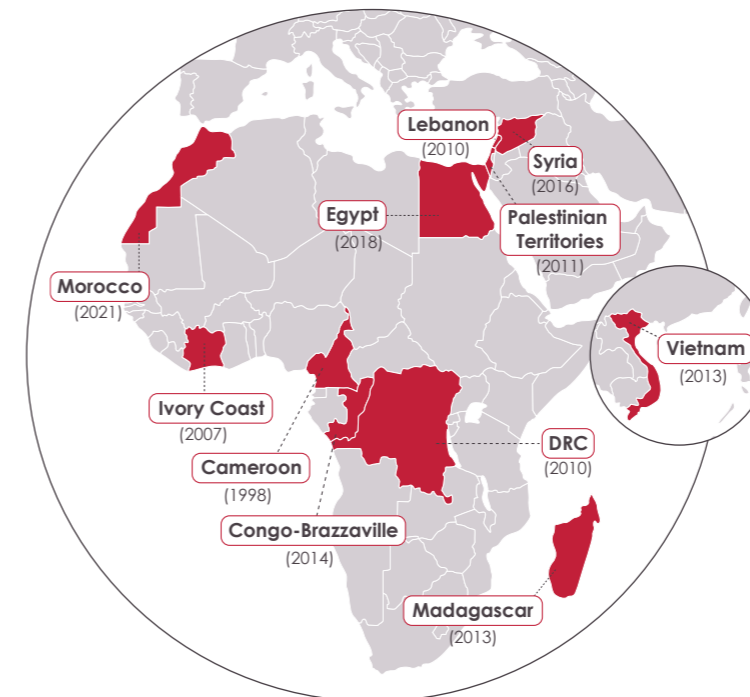 Lebanon
(2010)
Syria
(2016)
Egypt
(2018)
Palestinian
Territories
(2011)
Morocco
(2021)
Vietnam
(2013)
Ivory Coast
(2007)
Cameroon
(1998)
DRC
(2010)
Congo-Brazzaville
(2014)
Madagascar
(2013)